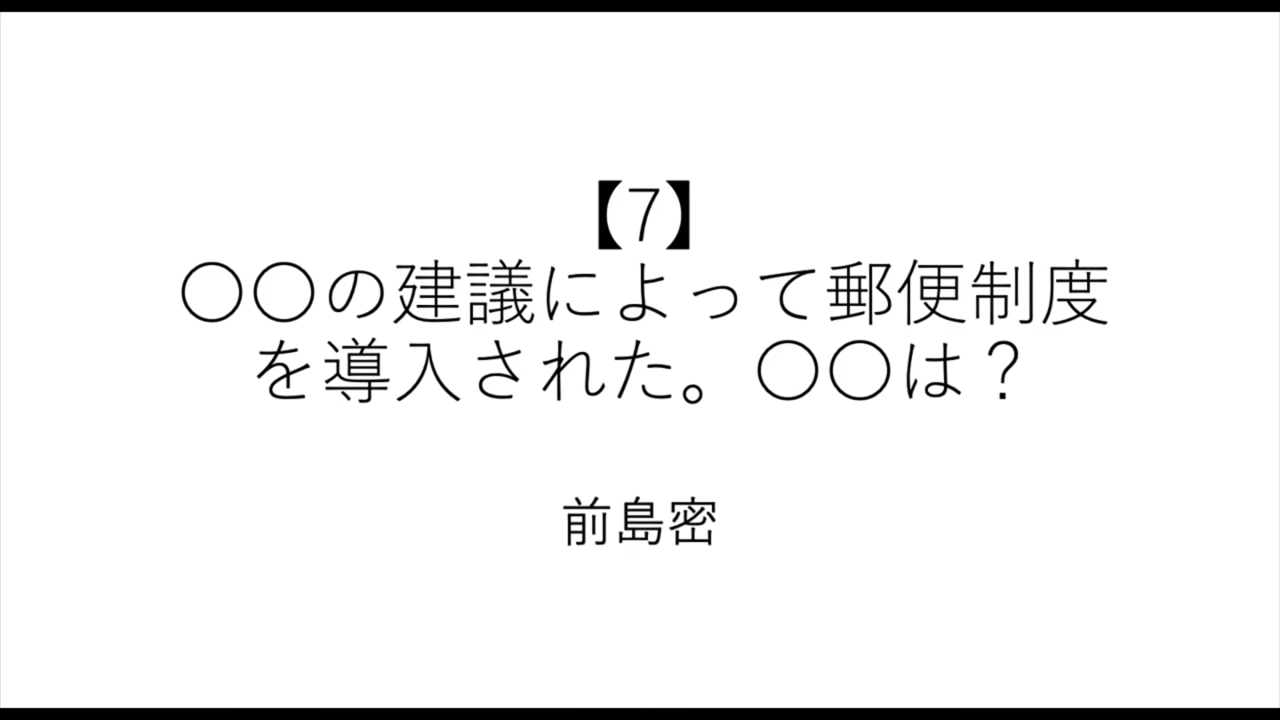 【7】
〇〇の建議によって郵便制度
を導入された。〇〇は？
前島密